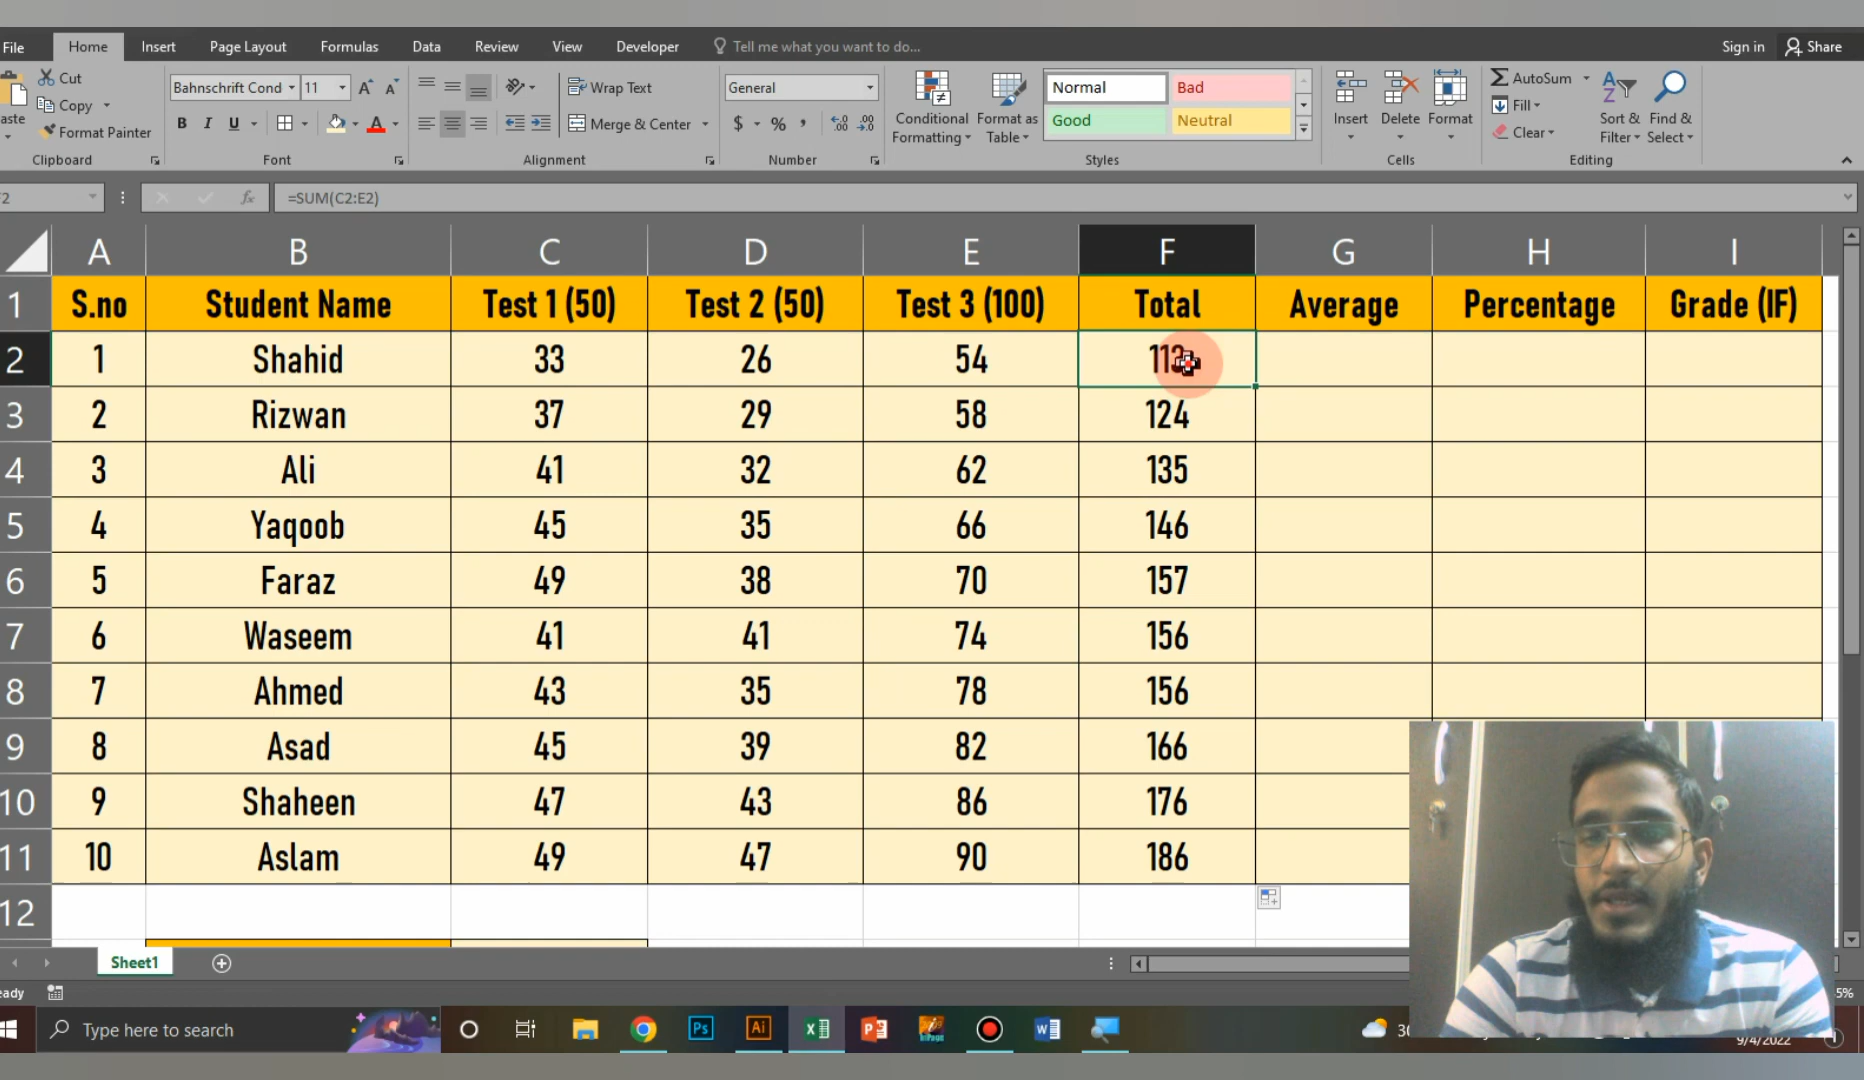 File Home Insert Page Layout Formulas Data Review View Developer Tell me what you want to do... Sign in Share
Cut
Copy
aste
Format Painter
Clipboard
Bahnschrift Cond 11
B I U
Font
Wrap Text
Merge & Center
Alignment
General
$ % ,
Number
Conditional Formatting
Format as Table
Normal Bad
Good Neutral
Styles
Insert Delete Format
Cells
AutoSum
Fill
Clear
Sort & Filter
Find & Select
Editing
F2 fx =SUM(C2:E2)
A B C D E F G H I
1 S.no Student Name Test 1 (50) Test 2 (50) Test 3 (100) Total Average Percentage Grade (IF)
2 1 Shahid 33 26 54 113
3 2 Rizwan 37 29 58 124
4 3 Ali 41 32 62 135
5 4 Yaqoob 45 35 66 146
6 5 Faraz 49 38 70 157
7 6 Waseem 41 41 74 156
8 7 Ahmed 43 35 78 156
9 8 Asad 45 39 82 166
10 9 Shaheen 47 43 86 176
11 10 Aslam 49 47 90 186
12
Sheet1
eady 5%
Type here to search
Ps Ai
9/4/2022